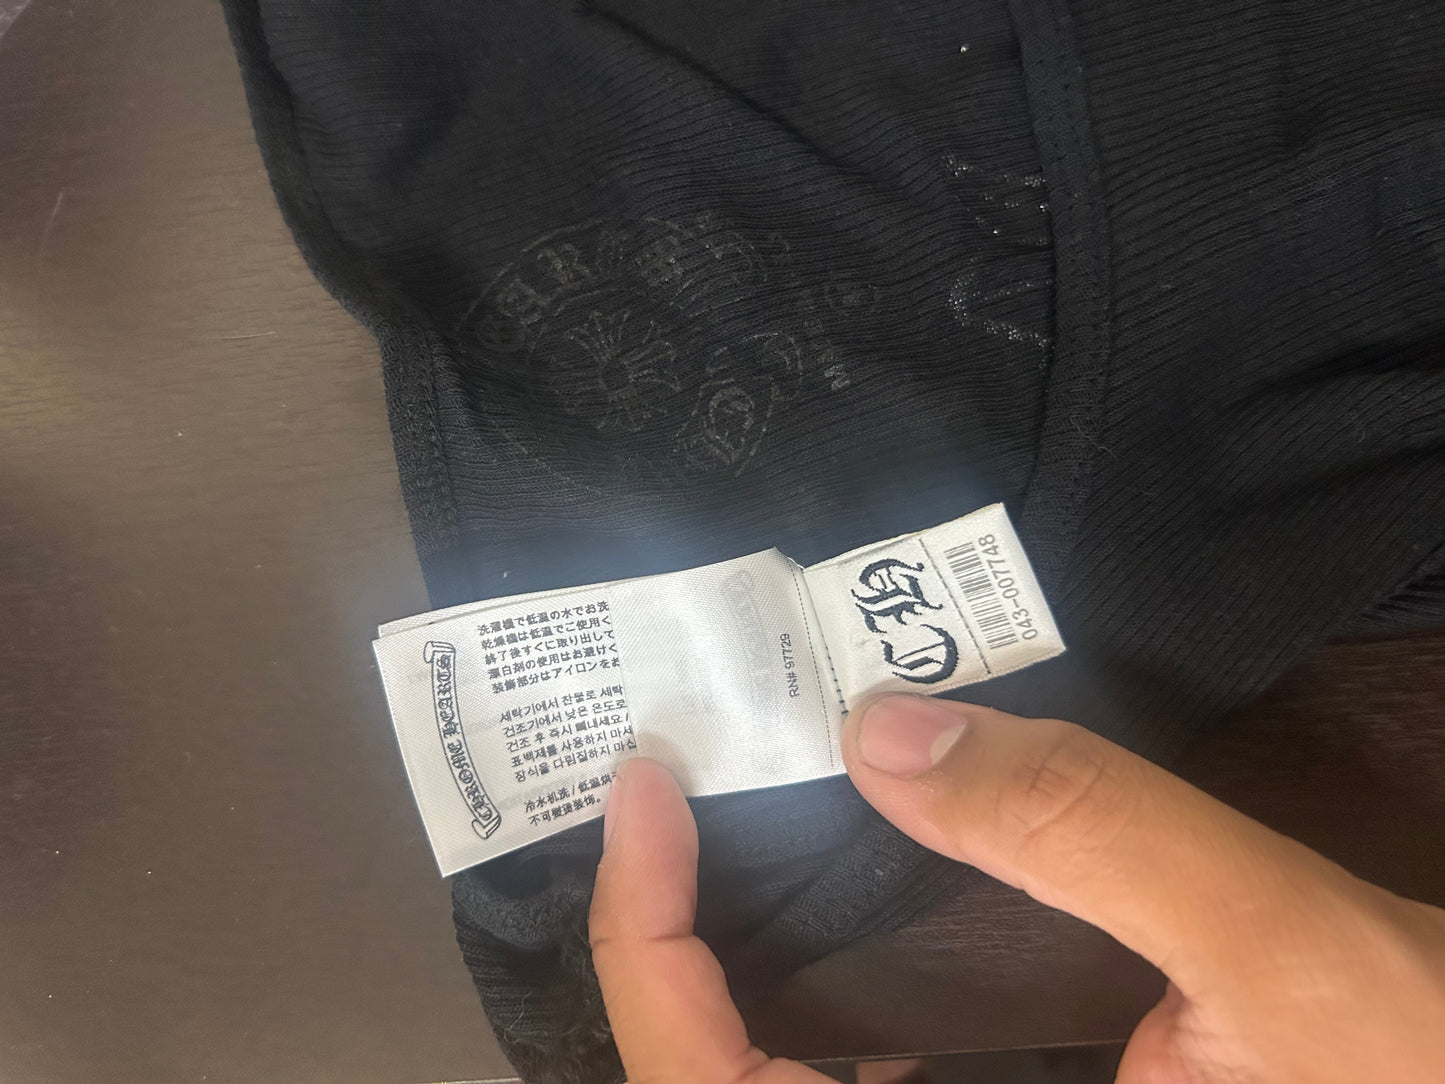 CHROME HEARTS
洗濯機で低温の水でお洗
乾燥機は低温でご使用く
終了後すぐに取り出して
漂白剤の使用はお避けく
装飾部分はアイロンをお
세탁기에서 찬물로 세탁
건조기에서 낮은 온도로
건조 후 즉시 빼내세요 /
표백제를 사용하지 마세
장식을 다림질하지 마십
冷水机洗 / 低温烘
不可熨烫装饰。
RN# 97729
043-007748